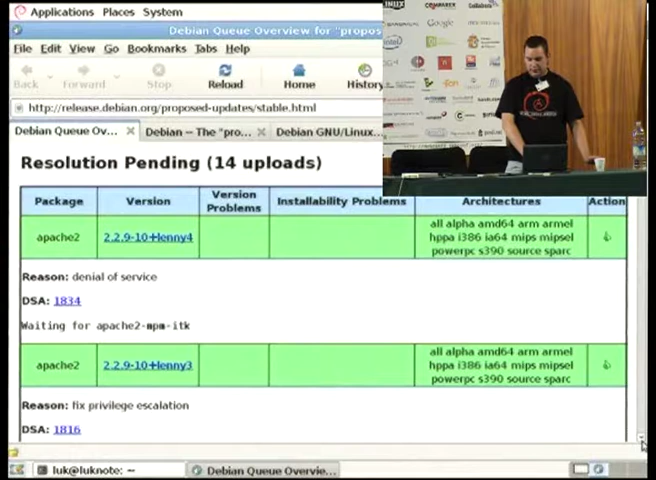 Applications Places System
Debian Queue Overview for "propos
File Edit View Go Bookmarks Tabs Help
Back Forward Stop Reload Home History
http://release.debian.org/proposed-updates/stable.html
Debian Queue Ov... Debian -- The "pro... Debian GNU/Linux...
Resolution Pending (14 uploads)
Package Version Version Problems Installability Problems Architectures Action
apache2 2.2.9-10+lenny4 all alpha amd64 arm armel
hppa i386 ia64 mips mipsel
powerpc s390 source sparc
Reason: denial of service
DSA: 1834
Waiting for apache2-mpm-itk
apache2 2.2.9-10+lenny3 all alpha amd64 arm armel
hppa i386 ia64 mips mipsel
powerpc s390 source sparc
Reason: fix privilege escalation
DSA: 1816
luk@luknote: ~ Debian Queue Overvie...
COMPAREX
Google
intel